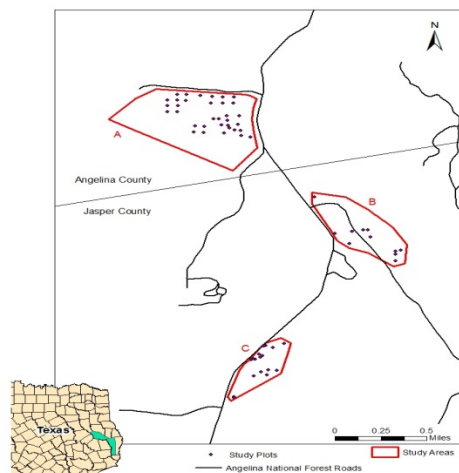 N
A
Angelina County
Jasper County
B
C
Texas
0 0.25 0.5
Miles
Study Plots
Study Areas
Angelina National Forest Roads